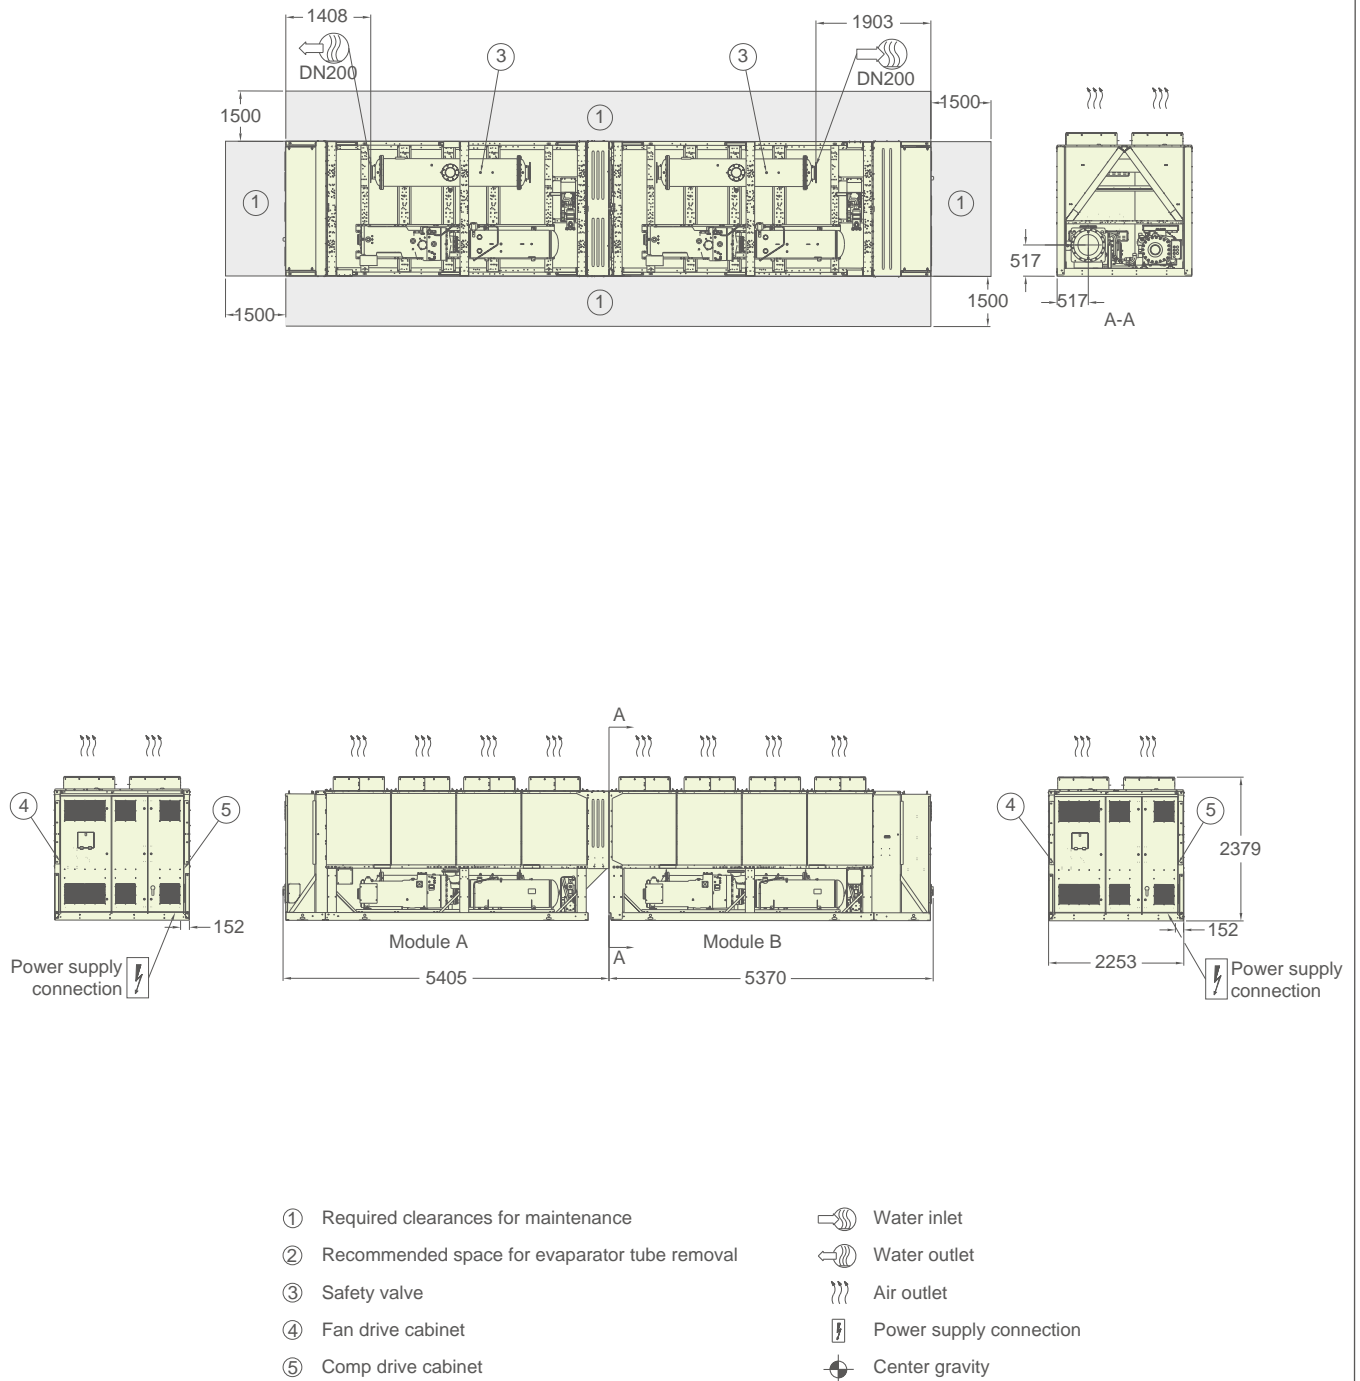 1408
1903
DN200
3
3
DN200
1500
1
1500
1
1
517
1
1500
1500
517
A-A
A
4
5
4
5
2379
152
Module A
Module B
A
152
Power supply
connection
5405
5370
2253
Power supply
connection
1 Required clearances for maintenance
2 Recommended space for evaparator tube removal
3 Safety valve
4 Fan drive cabinet
5 Comp drive cabinet
Water inlet
Water outlet
Air outlet
Power supply connection
Center gravity